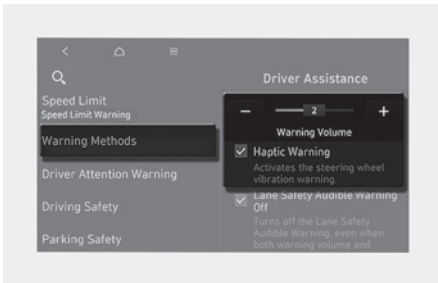 Driver Assistance
Speed Limit
Speed Limit Warning
Warning Methods
Driver Attention Warning
Driving Safety
Parking Safety
− 2 +
Warning Volume
Haptic Warning
Activates the steering wheel
vibration warning.
Lane Safety Audible Warning
Off
Turns off the Lane Safety
Audible Warning, even when
both warning volume and